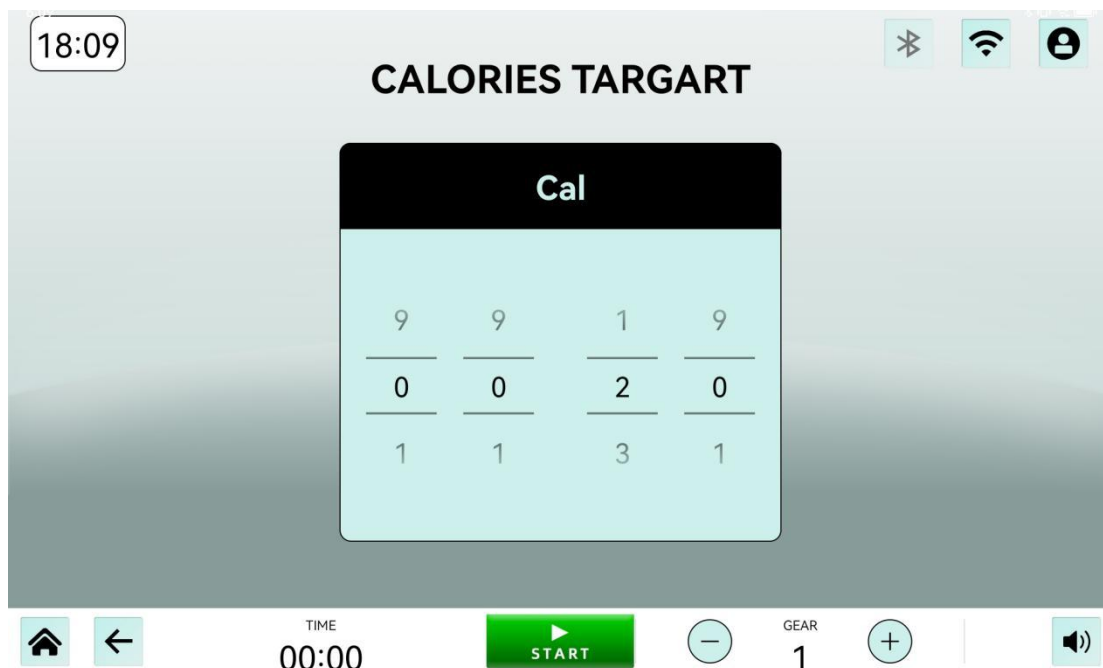 18:09
CALORIES TARGART
Cal
9 9 1 9
0 0 2 0
1 1 3 1
TIME
00:00
START
GEAR
1